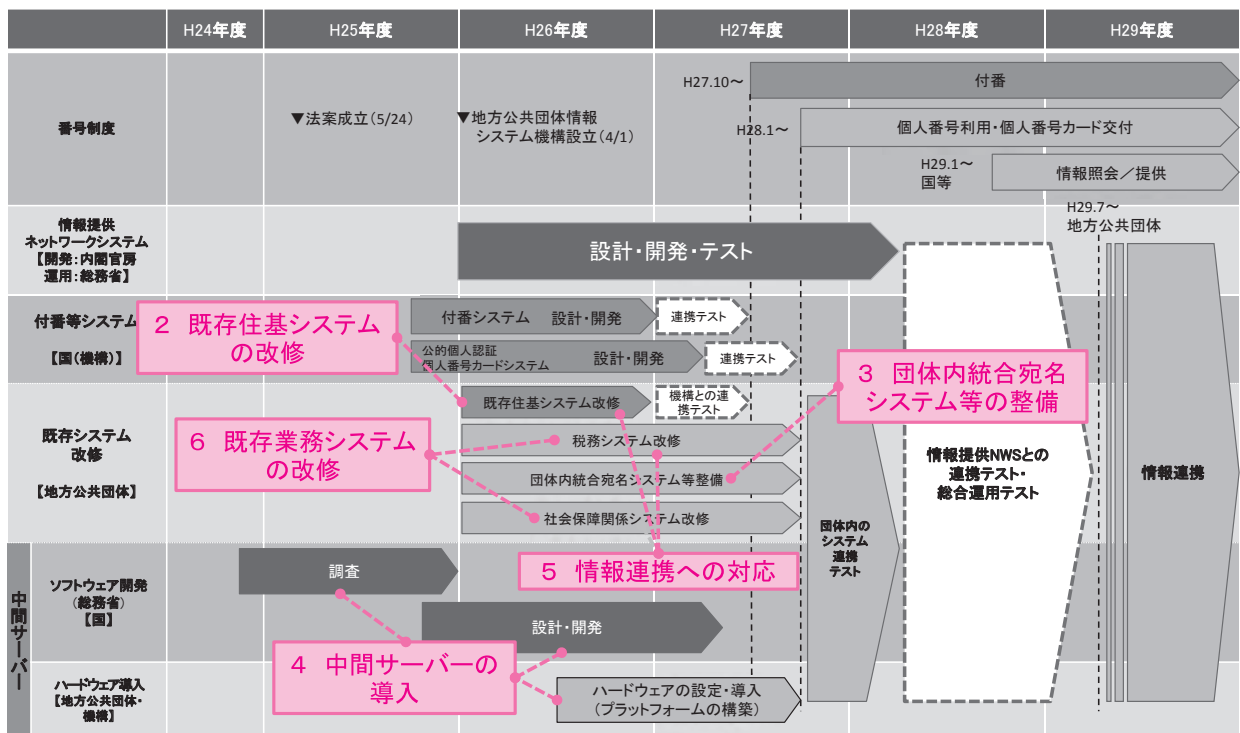 H24年度
H25年度
H26年度
H27年度
H28年度
H29年度
番号制度
▼法案成立(5/24)
▼地方公共団体情報
システム機構設立(4/1)
H27.10～
付番
H28.1～
個人番号利用・個人番号カード交付
H29.1～
国等
情報照会／提供
H29.7～
地方公共団体
情報提供
ネットワークシステム
【開発:内閣官房
運用:総務省】
設計・開発・テスト
付番等システム
【国(機構)】
2 既存住基システム
の改修
付番システム 設計・開発
連携テスト
公的個人認証
個人番号カードシステム
設計・開発
連携テスト
3 団体内統合宛名
システム等の整備
既存システム
改修
【地方公共団体】
6 既存業務システム
の改修
既存住基システム改修
機構との連
携テスト
税務システム改修
団体内統合宛名システム等整備
社会保障関係システム改修
5 情報連携への対応
団体内の
システム
連携
テスト
情報提供NWSとの
連携テスト・
総合運用テスト
情報連携
中間サーバー
ソフトウェア開発
(総務省)
【国】
調査
設計・開発
4 中間サーバーの
導入
ハードウェア導入
【地方公共団体・
機構】
ハードウェアの設定・導入
(プラットフォームの構築)